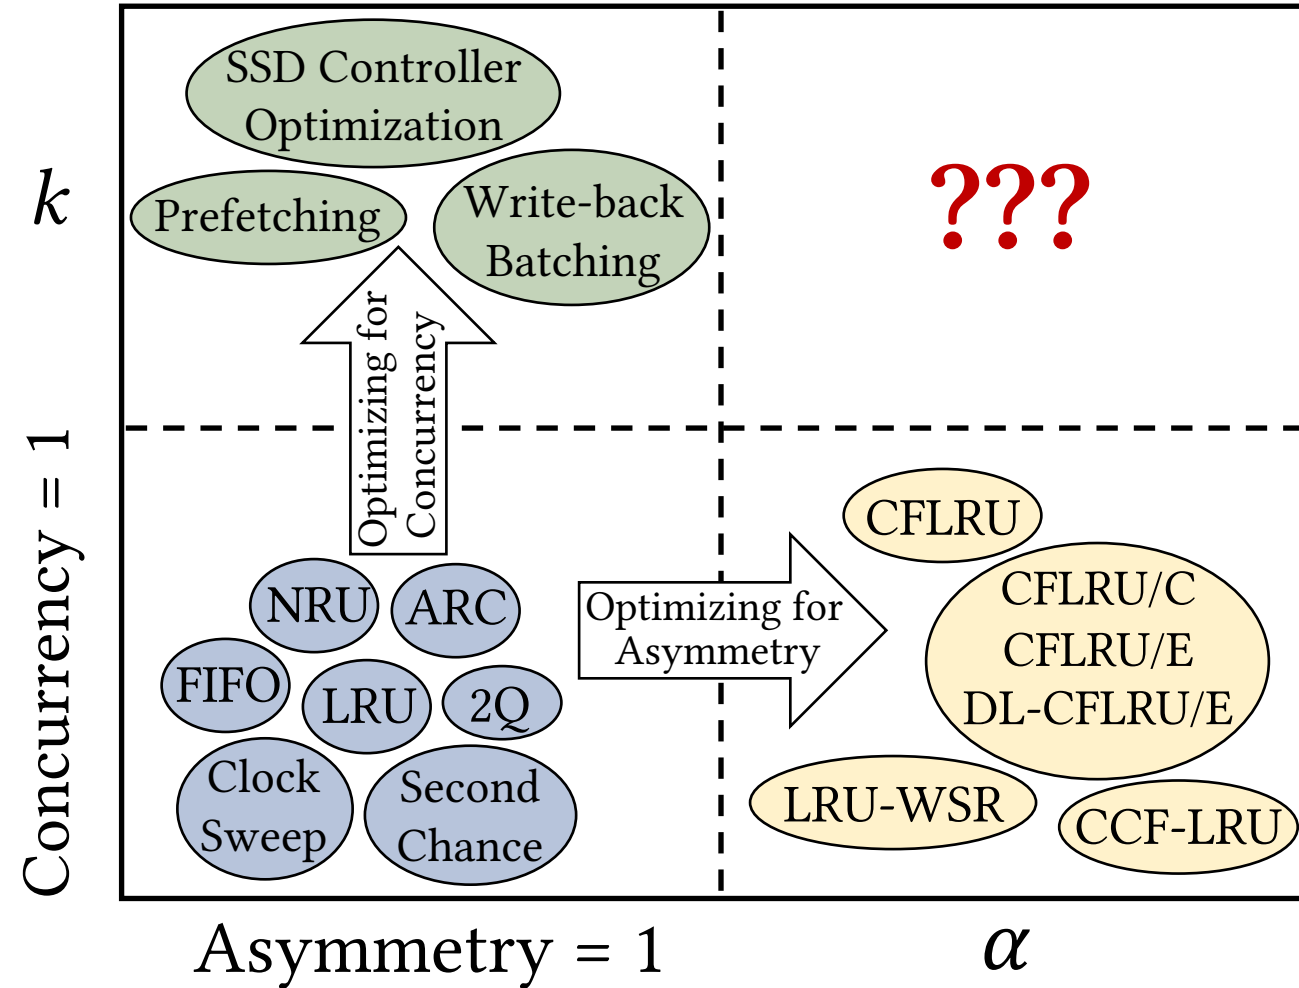 SSD Controller
Optimization
Prefetching
Write-back
Batching
???
k
Optimizing for
Concurrency
Concurrency = 1
NRU
ARC
FIFO
LRU
2Q
Clock
Sweep
Second
Chance
Optimizing for
Asymmetry
CFLRU
CFLRU/C
CFLRU/E
DL-CFLRU/E
LRU-WSR
CCF-LRU
Asymmetry = 1
α